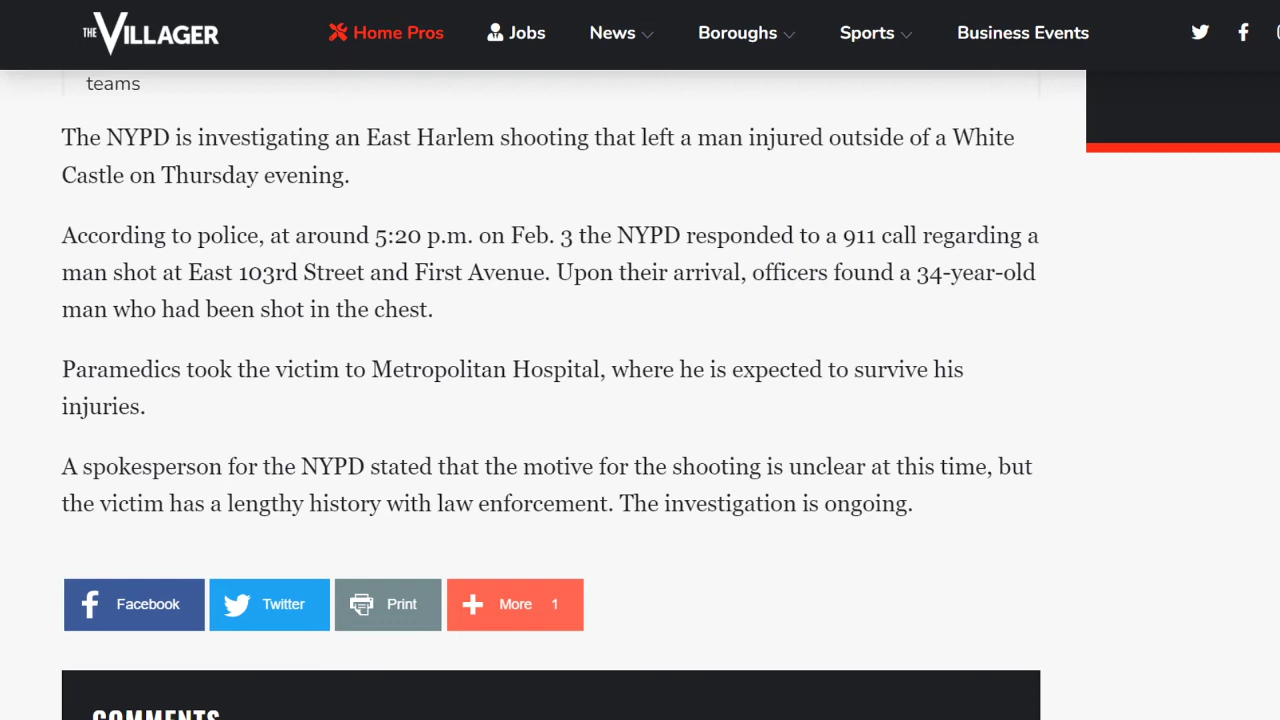 THE VILLAGER
Home Pros Jobs News Boroughs Sports Business Events
teams
The NYPD is investigating an East Harlem shooting that left a man injured outside of a White
Castle on Thursday evening.
According to police, at around 5:20 p.m. on Feb. 3 the NYPD responded to a 911 call regarding a
man shot at East 103rd Street and First Avenue. Upon their arrival, officers found a 34-year-old
man who had been shot in the chest.
Paramedics took the victim to Metropolitan Hospital, where he is expected to survive his
injuries.
A spokesperson for the NYPD stated that the motive for the shooting is unclear at this time, but
the victim has a lengthy history with law enforcement. The investigation is ongoing.
Facebook Twitter Print More 1
COMMENTS